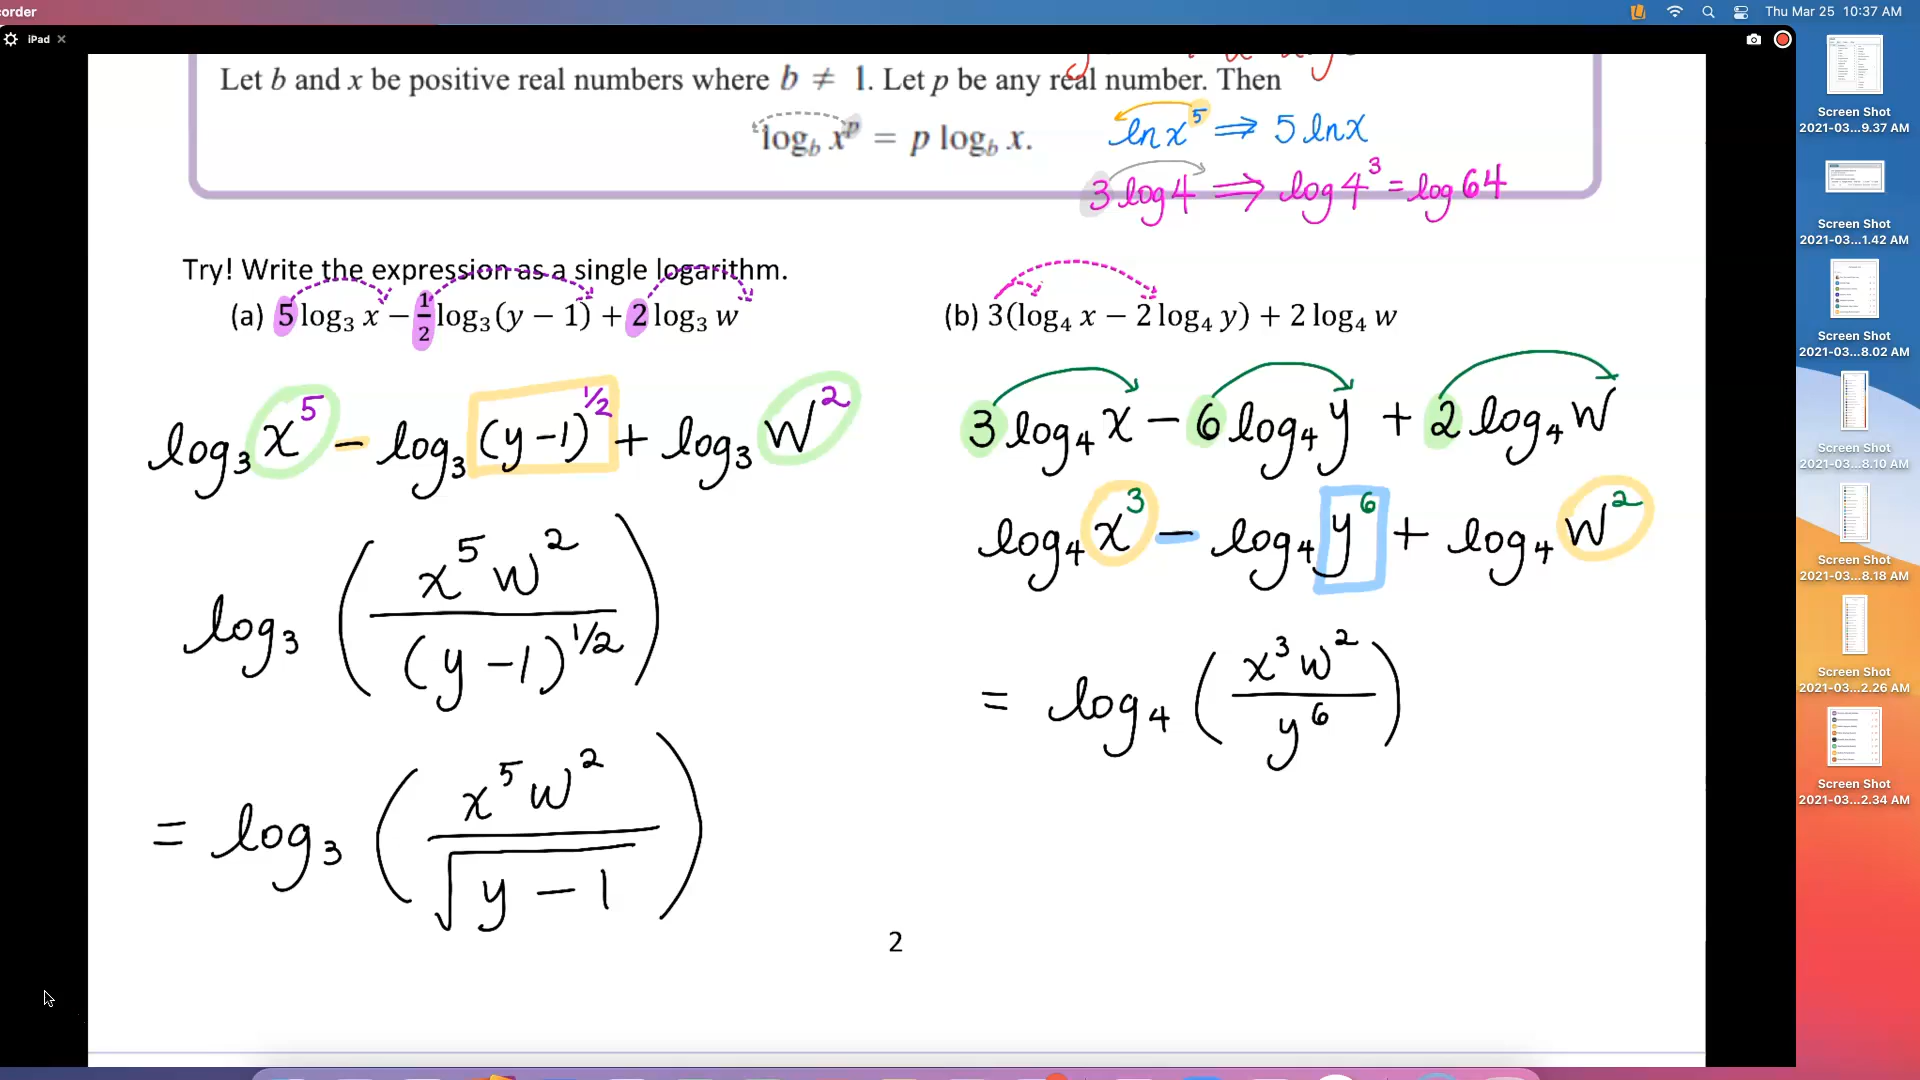 corder
Thu Mar 25 10:37 AM
iPad
Let b and x be positive real numbers where b ≠ 1. Let p be any real number. Then
log_b x^p = p log_b x.
ln x^5 ⇒ 5 ln x
3 log 4 ⇒ log 4^3 = log 64
Try! Write the expression as a single logarithm.
(a) 5 log_3 x − 1/2 log_3 (y − 1) + 2 log_3 w
log_3 x^5 − log_3 (y − 1)^1/2 + log_3 w^2
log_3 ( x^5 w^2 / (y − 1)^1/2 )
= log_3 ( x^5 w^2 / √(y − 1) )
(b) 3(log_4 x − 2 log_4 y) + 2 log_4 w
3 log_4 x − 6 log_4 y + 2 log_4 w
log_4 x^3 − log_4 y^6 + log_4 w^2
= log_4 ( x^3 w^2 / y^6 )
2
Screen Shot
2021-03...9.37 AM
Screen Shot
2021-03...1.42 AM
Screen Shot
2021-03...8.02 AM
Screen Shot
2021-03...8.10 AM
Screen Shot
2021-03...8.18 AM
Screen Shot
2021-03...2.26 AM
Screen Shot
2021-03...2.34 AM